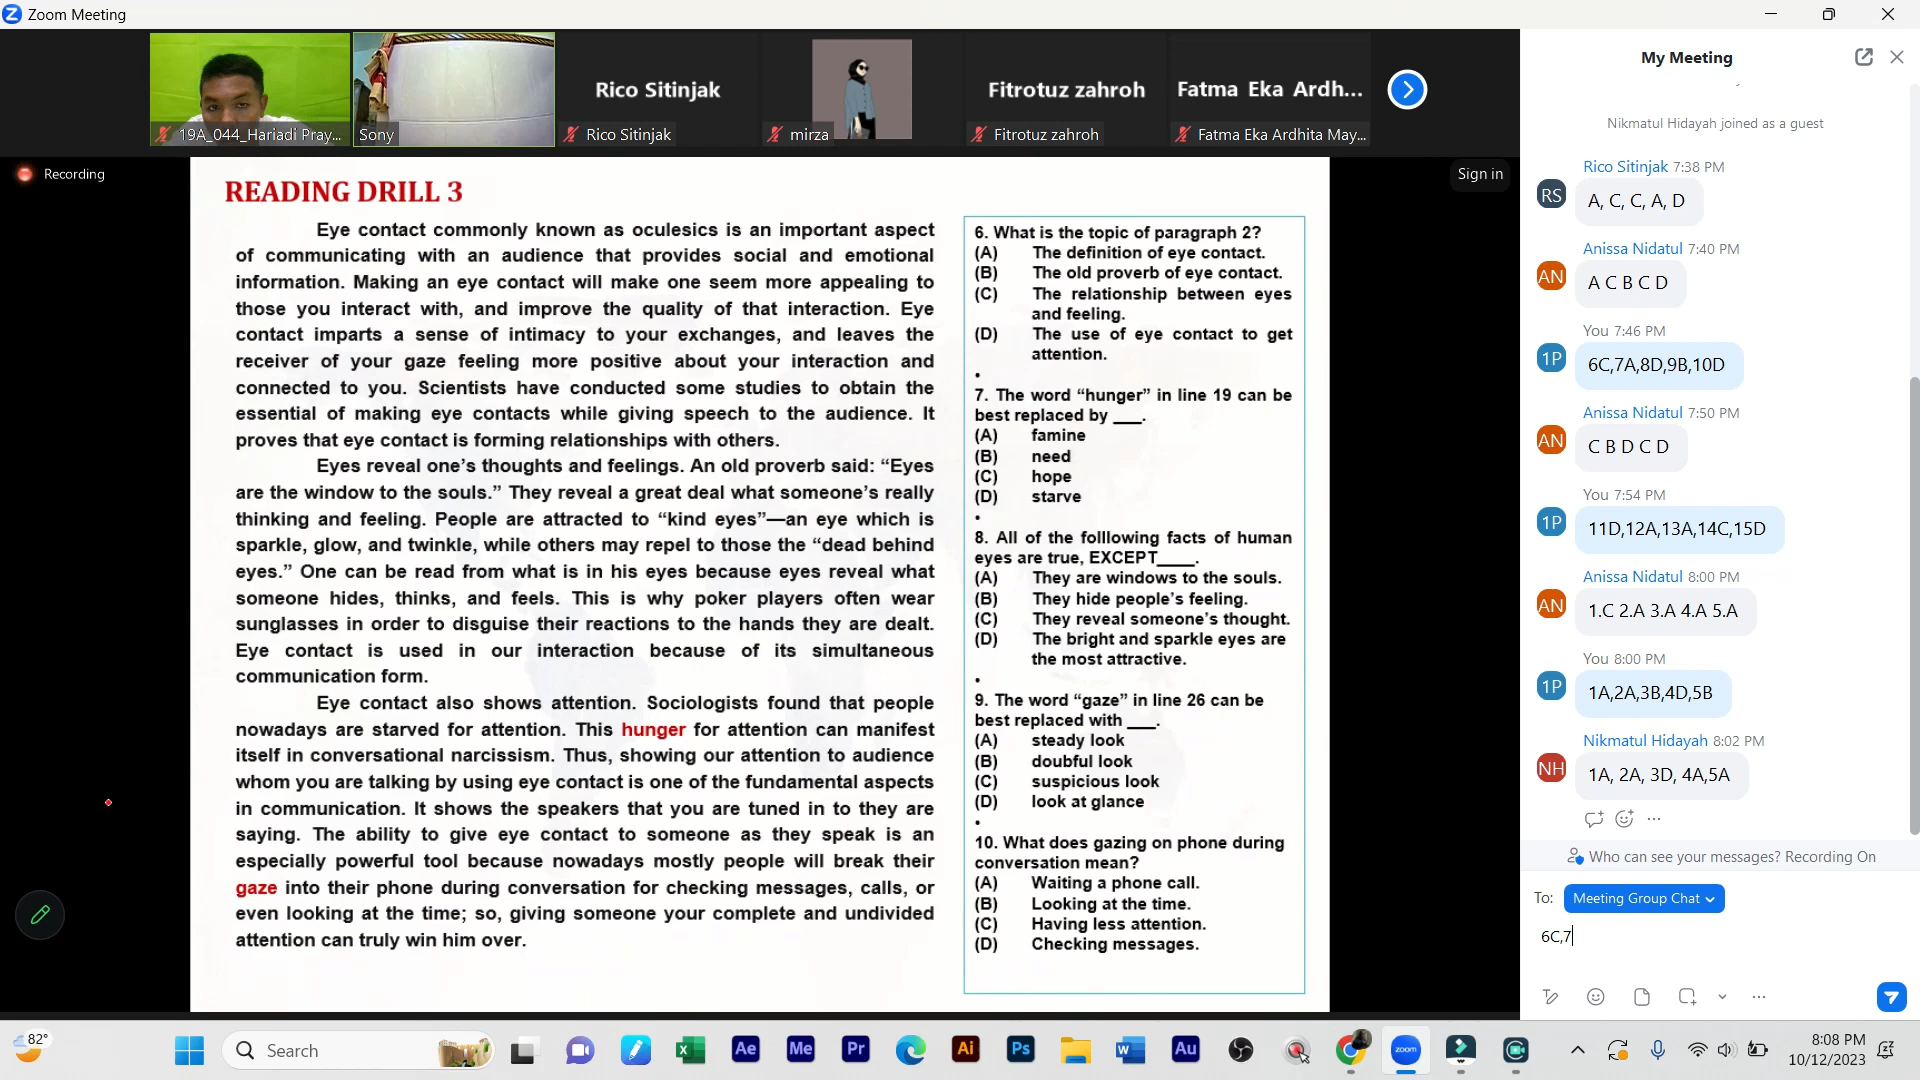 Zoom Meeting
19A_044_Hariadi Pray...
Sony
Rico Sitinjak
Rico Sitinjak
mirza
Fitrotuz zahroh
Fitrotuz zahroh
Fatma Eka Ardh...
Fatma Eka Ardhita May...
Recording
Sign in
READING DRILL 3
Eye contact commonly known as oculesics is an important aspect
of communicating with an audience that provides social and emotional
information. Making an eye contact will make one seem more appealing to
those you interact with, and improve the quality of that interaction. Eye
contact imparts a sense of intimacy to your exchanges, and leaves the
receiver of your gaze feeling more positive about your interaction and
connected to you. Scientists have conducted some studies to obtain the
essential of making eye contacts while giving speech to the audience. It
proves that eye contact is forming relationships with others.
Eyes reveal one's thoughts and feelings. An old proverb said: “Eyes
are the window to the souls.” They reveal a great deal what someone's really
thinking and feeling. People are attracted to “kind eyes”—an eye which is
sparkle, glow, and twinkle, while others may repel to those the “dead behind
eyes.” One can be read from what is in his eyes because eyes reveal what
someone hides, thinks, and feels. This is why poker players often wear
sunglasses in order to disguise their reactions to the hands they are dealt.
Eye contact is used in our interaction because of its simultaneous
communication form.
Eye contact also shows attention. Sociologists found that people
nowadays are starved for attention. This hunger for attention can manifest
itself in conversational narcissism. Thus, showing our attention to audience
whom you are talking by using eye contact is one of the fundamental aspects
in communication. It shows the speakers that you are tuned in to they are
saying. The ability to give eye contact to someone as they speak is an
especially powerful tool because nowadays mostly people will break their
gaze into their phone during conversation for checking messages, calls, or
even looking at the time; so, giving someone your complete and undivided
attention can truly win him over.
6. What is the topic of paragraph 2?
(A) The definition of eye contact.
(B) The old proverb of eye contact.
(C) The relationship between eyes
and feeling.
(D) The use of eye contact to get
attention.
•
7. The word “hunger” in line 19 can be
best replaced by ___.
(A) famine
(B) need
(C) hope
(D) starve
•
8. All of the folllowing facts of human
eyes are true, EXCEPT____.
(A) They are windows to the souls.
(B) They hide people's feeling.
(C) They reveal someone's thought.
(D) The bright and sparkle eyes are
the most attractive.
•
9. The word “gaze” in line 26 can be
best replaced with ___.
(A) steady look
(B) doubful look
(C) suspicious look
(D) look at glance
•
10. What does gazing on phone during
conversation mean?
(A) Waiting a phone call.
(B) Looking at the time.
(C) Having less attention.
(D) Checking messages.
My Meeting
Nikmatul Hidayah joined as a guest
Rico Sitinjak 7:38 PM
RS
A, C, C, A, D
Anissa Nidatul 7:40 PM
AN
A C B C D
You 7:46 PM
1P
6C,7A,8D,9B,10D
Anissa Nidatul 7:50 PM
AN
C B D C D
You 7:54 PM
1P
11D,12A,13A,14C,15D
Anissa Nidatul 8:00 PM
AN
1.C 2.A 3.A 4.A 5.A
You 8:00 PM
1P
1A,2A,3B,4D,5B
Nikmatul Hidayah 8:02 PM
NH
1A, 2A, 3D, 4A,5A
Who can see your messages? Recording On
To: Meeting Group Chat
6C,7
82°
Search
Ae
Me
Pr
Ai
Ps
Au
zoom
8:08 PM
10/12/2023